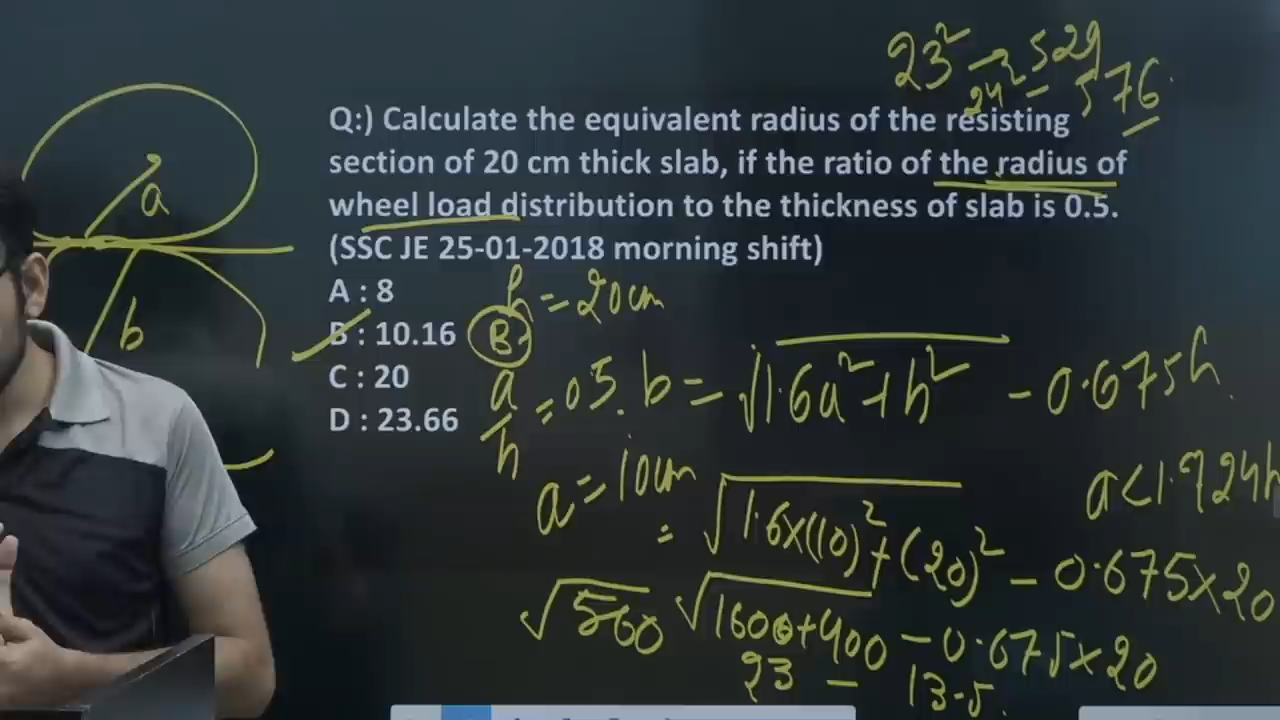 23² → 529
24² = 576
Q:) Calculate the equivalent radius of the resisting
section of 20 cm thick slab, if the ratio of the radius of
wheel load distribution to the thickness of slab is 0.5.
(SSC JE 25-01-2018 morning shift)
A : 8
B : 10.16
C : 20
D : 23.66
a
b
h = 20cm
B
a/h = 05.
b = √1.6a²+h² - 0.675h
a = 10cm
a<1.724h
= √1.6×(10)²+(20)² - 0.675×20
√560
√1600+400 - 0.675×20
23 - 13.5